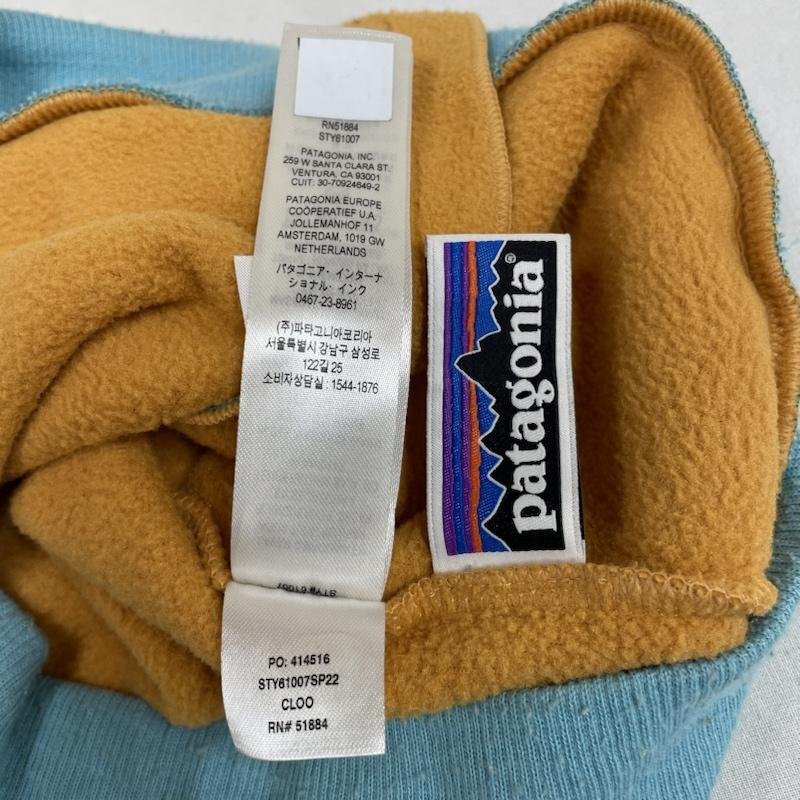 RN51884
STY61007
PATAGONIA, INC.
259 W SANTA CLARA ST.
VENTURA, CA 93001
CUIT: 30-70924649-2
PATAGONIA EUROPE
COÖPERATIEF U.A.
JOLLEMANHOF 11
AMSTERDAM, 1019 GW
NETHERLANDS
パタゴニア・インターナ
ショナル・インク
0467-23-8961
(주)파타고니아코리아
서울특별시 강남구 삼성로
122길 25
소비자상담실 : 1544-1876
STY# 61007
PO: 414516
STY61007SP22
CLOO
RN# 51884
patagonia®